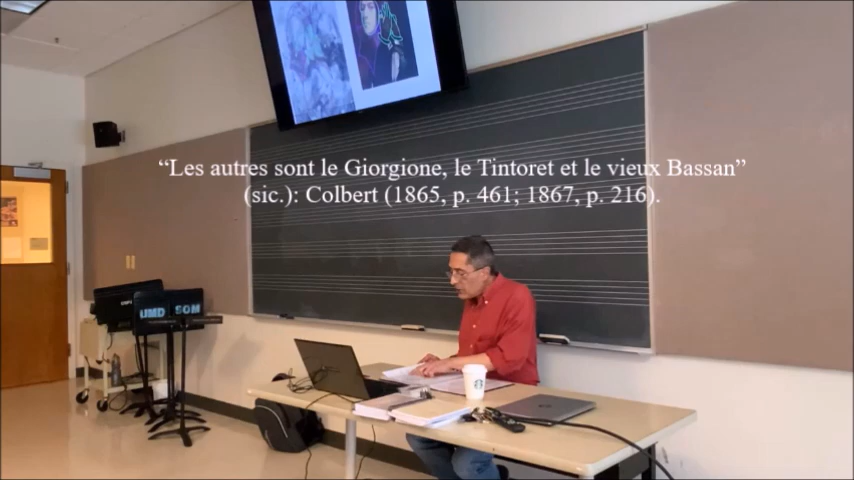 “Les autres sont le Giorgione, le Tintoret et le vieux Bassan”
(sic.): Colbert (1865, p. 461; 1867, p. 216).
UMD SOM